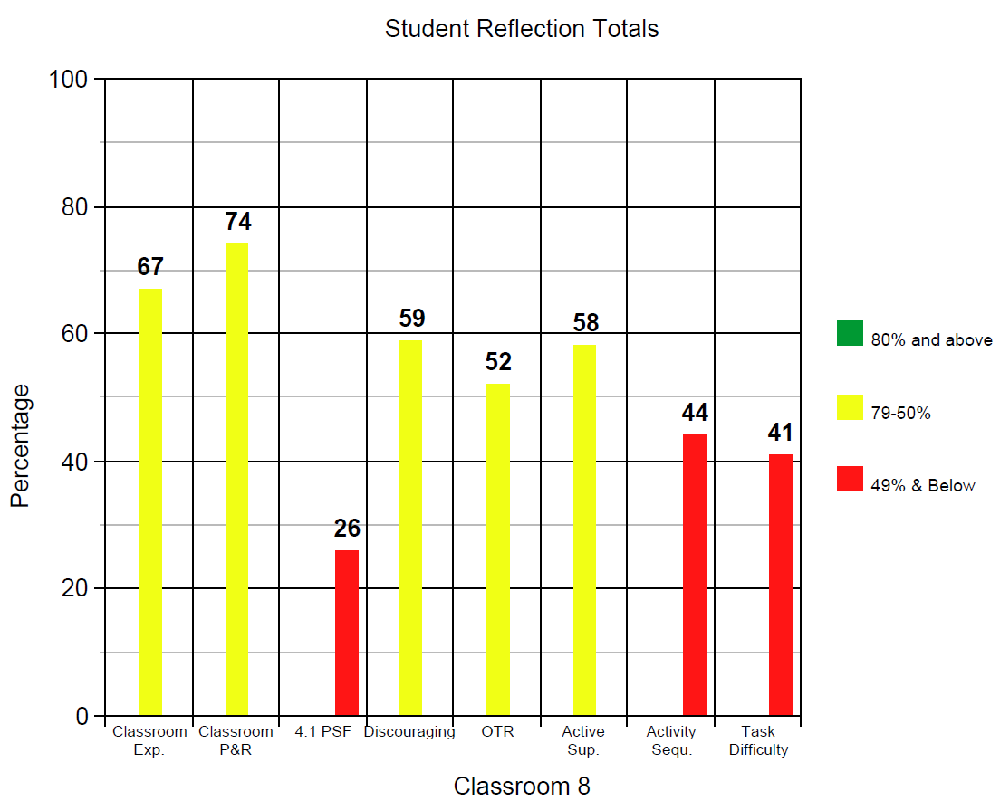 Student Reflection Totals
100
80
60
40
20
0
Percentage
67
74
26
59
52
58
44
41
Classroom Exp.
Classroom P&R
4:1 PSF
Discouraging
OTR
Active Sup.
Activity Sequ.
Task Difficulty
Classroom 8
80% and above
79-50%
49% & Below